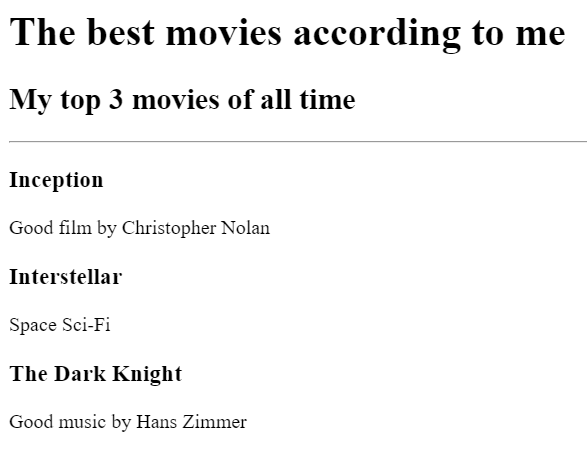 The best movies according to me
My top 3 movies of all time
Inception
Good film by Christopher Nolan
Interstellar
Space Sci-Fi
The Dark Knight
Good music by Hans Zimmer